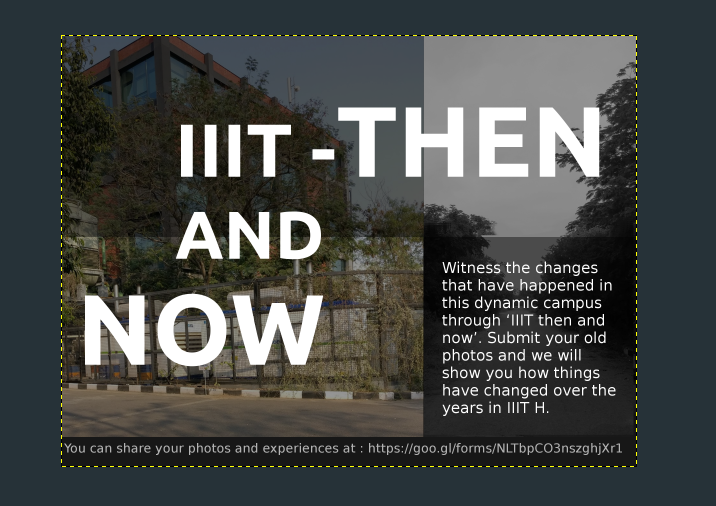 IIIT -THEN
AND
NOW
Witness the changes
that have happened in
this dynamic campus
through ‘IIIT then and
now’. Submit your old
photos and we will
show you how things
have changed over the
years in IIIT H.
You can share your photos and experiences at : https://goo.gl/forms/NLTbpCO3nszghjXr1